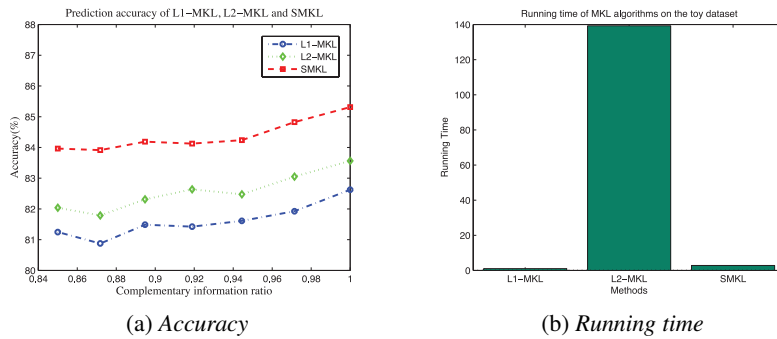 Prediction accuracy of L1−MKL, L2−MKL and SMKL
88
87
86
85
84
83
82
81
80
Accuracy(%)
L1−MKL
L2−MKL
SMKL
0,84 0,86 0,88 0,9 0,92 0,94 0,96 0,98 1
Complementary information ratio
(a) Accuracy
Running time of MKL algorithms on the toy dataset
140
120
100
80
60
40
20
0
Running Time
L1−MKL L2−MKL SMKL
Methods
(b) Running time